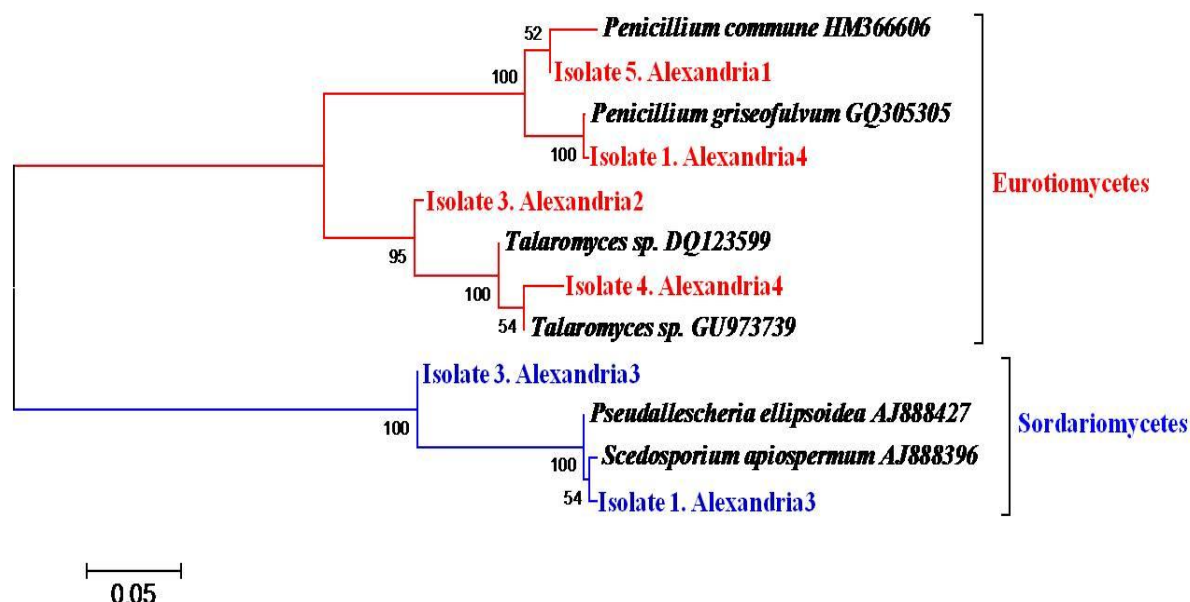 52
Penicillium commune HM366606
Isolate 5. Alexandria1
100
Penicillium griseofulvum GQ305305
100
Isolate 1. Alexandria4
Eurotiomycetes
Isolate 3. Alexandria2
95
Talaromyces sp. DQ123599
100
Isolate 4. Alexandria4
54
Talaromyces sp. GU973739
Isolate 3. Alexandria3
100
Pseudallescheria ellipsoidea AJ888427
Sordariomycetes
100
Scedosporium apiospermum AJ888396
54
Isolate 1. Alexandria3
0.05